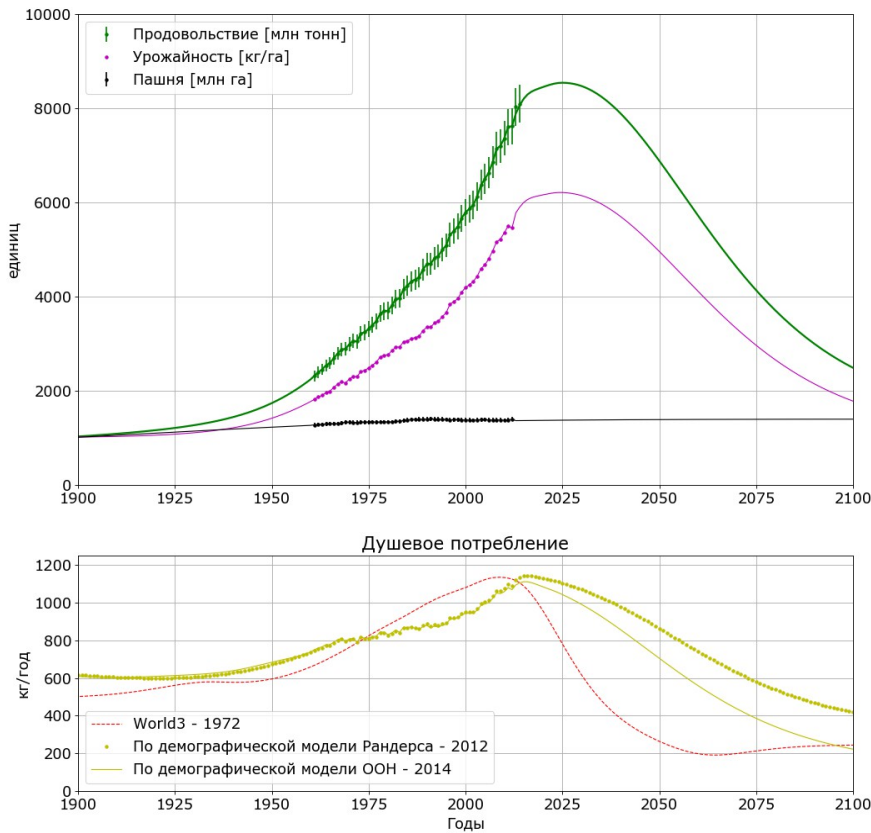 10000
8000
6000
4000
2000
0
единиц
Продовольствие [млн тонн]
Урожайность [кг/га]
Пашня [млн га]
1900 1925 1950 1975 2000 2025 2050 2075 2100
Душевое потребление
1200
1000
800
600
400
200
0
кг/год
World3 - 1972
По демографической модели Рандерса - 2012
По демографической модели ООН - 2014
1900 1925 1950 1975 2000 2025 2050 2075 2100
Годы